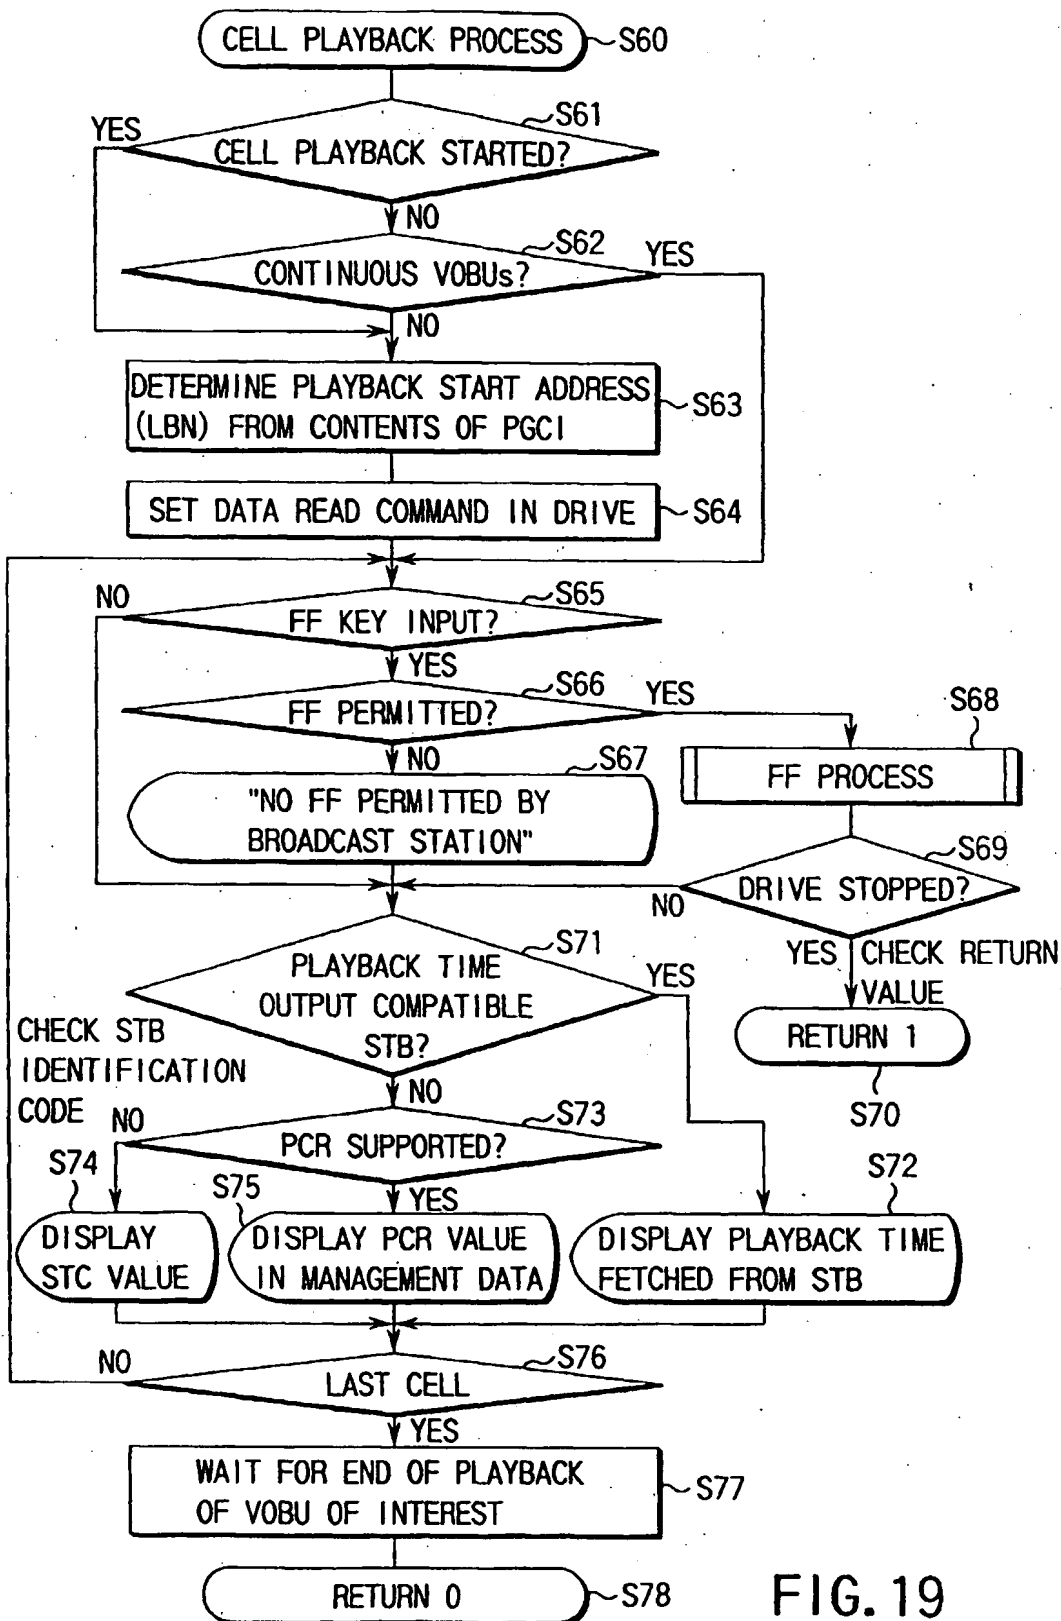 CELL PLAYBACK PROCESS
S60
S61
YES
CELL PLAYBACK STARTED?
NO
S62
YES
CONTINUOUS VOBUs?
NO
DETERMINE PLAYBACK START ADDRESS
(LBN) FROM CONTENTS OF PGCI
S63
SET DATA READ COMMAND IN DRIVE
S64
NO
S65
FF KEY INPUT?
YES
S66
YES
FF PERMITTED?
S68
NO
S67
FF PROCESS
"NO FF PERMITTED BY
BROADCAST STATION"
S69
DRIVE STOPPED?
NO
YES
CHECK RETURN
VALUE
RETURN 1
S70
S71
PLAYBACK TIME
OUTPUT COMPATIBLE
STB?
YES
CHECK STB
IDENTIFICATION
CODE
NO
NO
S73
PCR SUPPORTED?
S74
S75
YES
S72
DISPLAY
STC VALUE
DISPLAY PCR VALUE
IN MANAGEMENT DATA
DISPLAY PLAYBACK TIME
FETCHED FROM STB
NO
S76
LAST CELL
YES
WAIT FOR END OF PLAYBACK
OF VOBU OF INTEREST
S77
RETURN 0
S78
FIG. 19